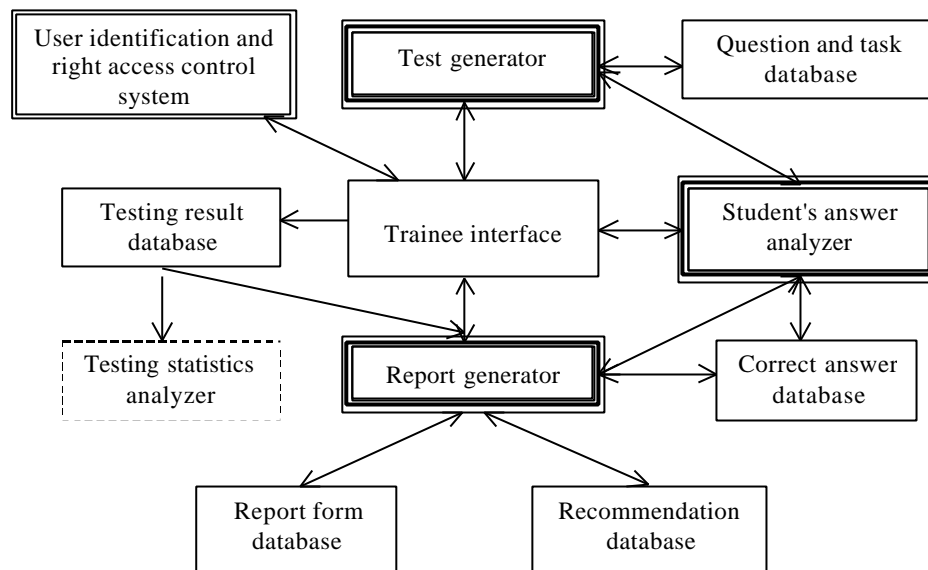 User identification and
right access control
system
Test generator
Question and task
database
Testing result
database
Trainee interface
Student's answer
analyzer
Testing statistics
analyzer
Report generator
Correct answer
database
Report form
database
Recommendation
database